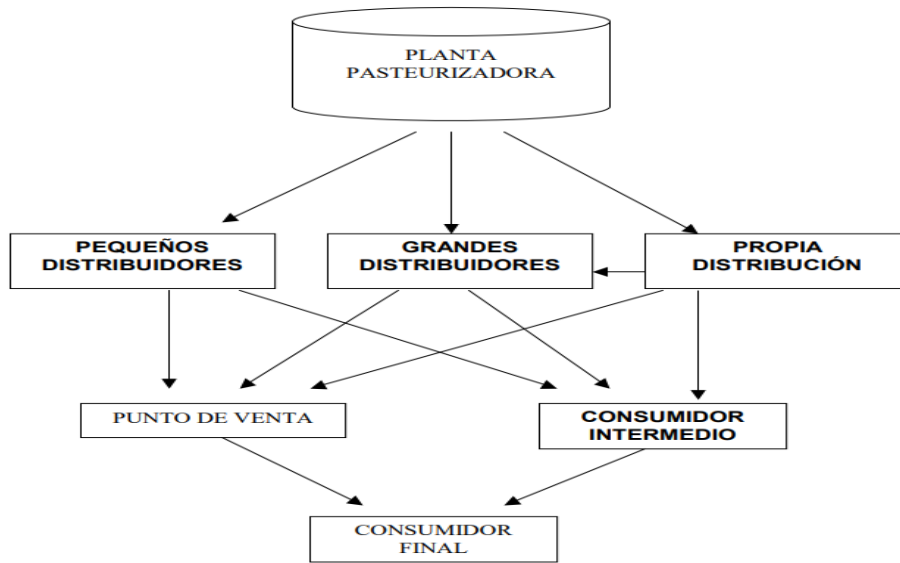 PLANTA
PASTEURIZADORA
PEQUEÑOS
DISTRIBUIDORES
GRANDES
DISTRIBUIDORES
PROPIA
DISTRIBUCIÓN
PUNTO DE VENTA
CONSUMIDOR
INTERMEDIO
CONSUMIDOR
FINAL